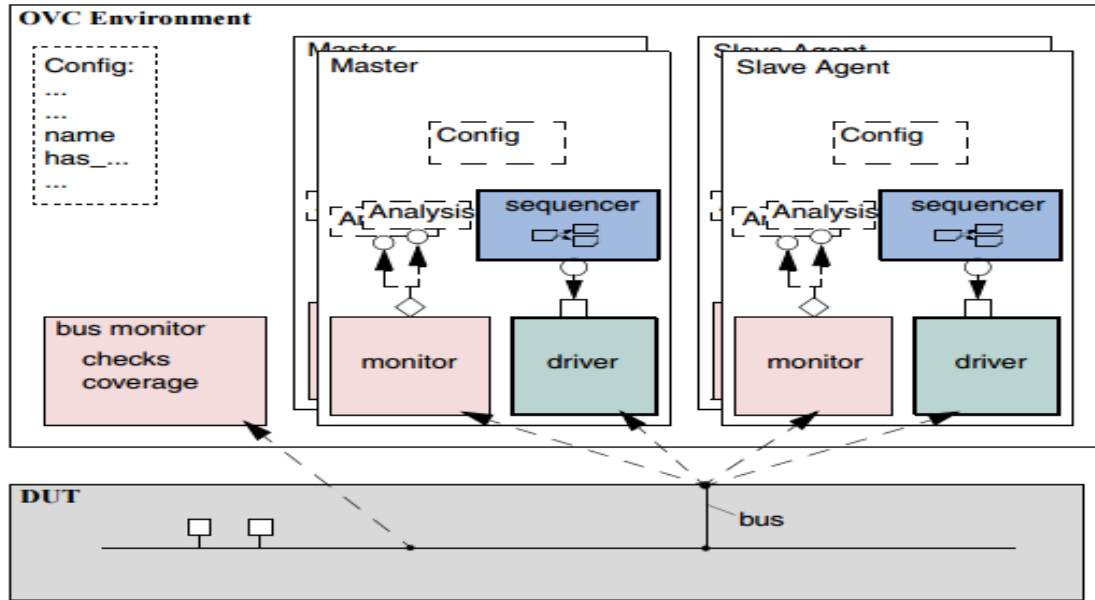 OVC Environment
Config:
...
...
name
has_...
...
Master
Master
Config
Analysis
sequencer
monitor
driver
Slave Agent
Slave Agent
Config
Analysis
sequencer
monitor
driver
bus monitor
checks
coverage
DUT
bus